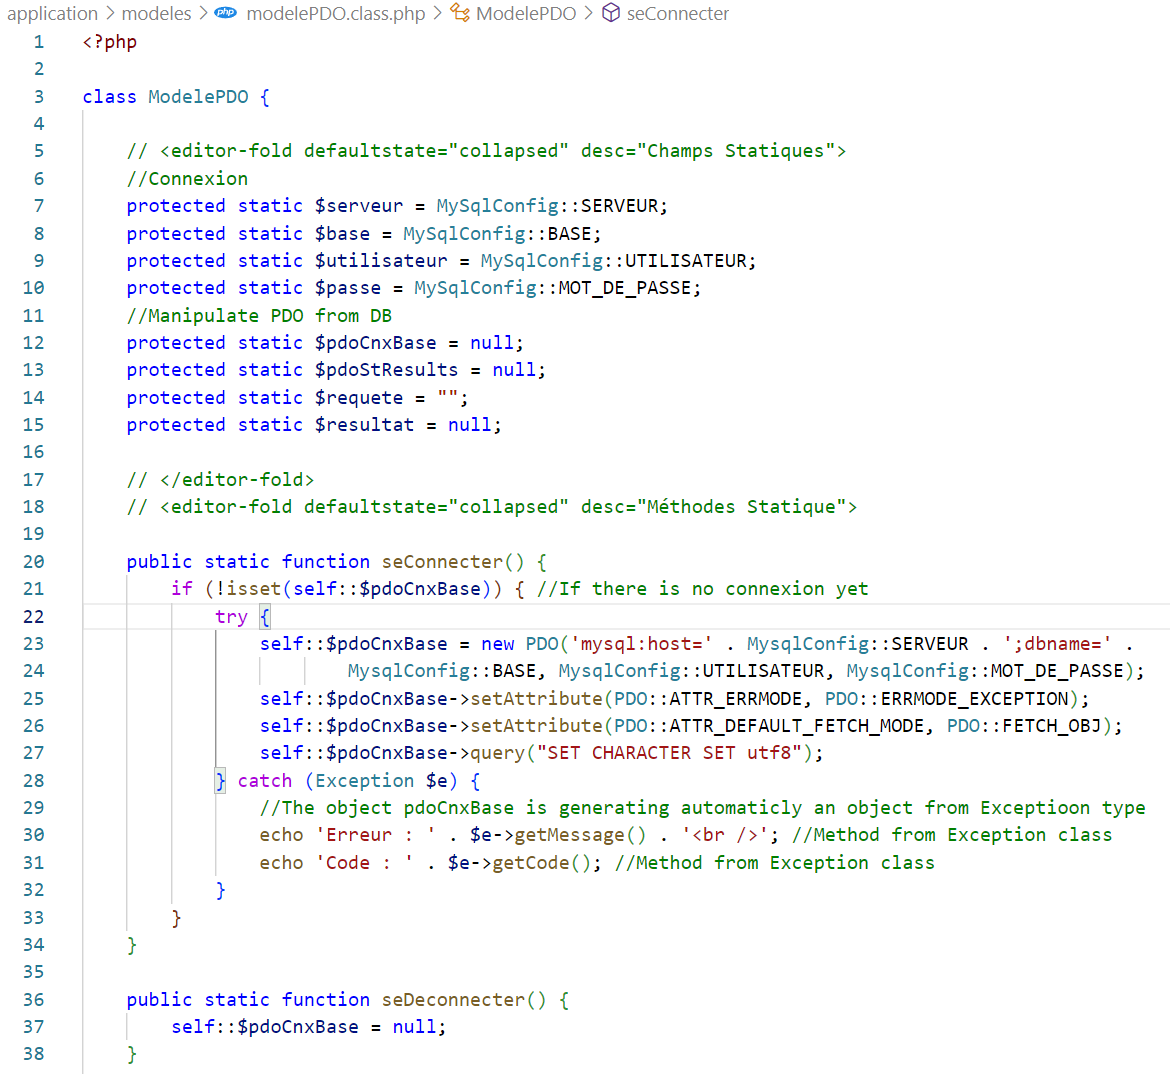 application > modeles > php modelePDO.class.php > ModelePDO > seConnecter
1 <?php
2
3 class ModelePDO {
4
5 // <editor-fold defaultstate="collapsed" desc="Champs Statiques">
6 //Connexion
7 protected static $serveur = MySqlConfig::SERVEUR;
8 protected static $base = MySqlConfig::BASE;
9 protected static $utilisateur = MySqlConfig::UTILISATEUR;
10 protected static $passe = MySqlConfig::MOT_DE_PASSE;
11 //Manipulate PDO from DB
12 protected static $pdoCnxBase = null;
13 protected static $pdoStResults = null;
14 protected static $requete = "";
15 protected static $resultat = null;
16
17 // </editor-fold>
18 // <editor-fold defaultstate="collapsed" desc="Méthodes Statique">
19
20 public static function seConnecter() {
21 if (!isset(self::$pdoCnxBase)) { //If there is no connexion yet
22 try {
23 self::$pdoCnxBase = new PDO('mysql:host=' . MysqlConfig::SERVEUR . ';dbname=' .
24 MysqlConfig::BASE, MysqlConfig::UTILISATEUR, MysqlConfig::MOT_DE_PASSE);
25 self::$pdoCnxBase->setAttribute(PDO::ATTR_ERRMODE, PDO::ERRMODE_EXCEPTION);
26 self::$pdoCnxBase->setAttribute(PDO::ATTR_DEFAULT_FETCH_MODE, PDO::FETCH_OBJ);
27 self::$pdoCnxBase->query("SET CHARACTER SET utf8");
28 } catch (Exception $e) {
29 //The object pdoCnxBase is generating automaticly an object from Exceptioon type
30 echo 'Erreur : ' . $e->getMessage() . '<br />'; //Method from Exception class
31 echo 'Code : ' . $e->getCode(); //Method from Exception class
32 }
33 }
34 }
35
36 public static function seDeconnecter() {
37 self::$pdoCnxBase = null;
38 }